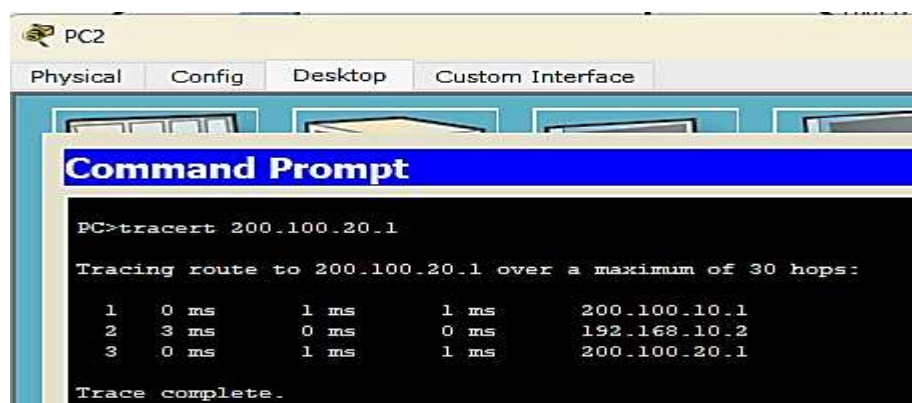 PC2
Physical Config Desktop Custom Interface
Command Prompt
PC>tracert 200.100.20.1
Tracing route to 200.100.20.1 over a maximum of 30 hops:
1 0 ms 1 ms 1 ms 200.100.10.1
2 3 ms 0 ms 0 ms 192.168.10.2
3 0 ms 1 ms 1 ms 200.100.20.1
Trace complete.